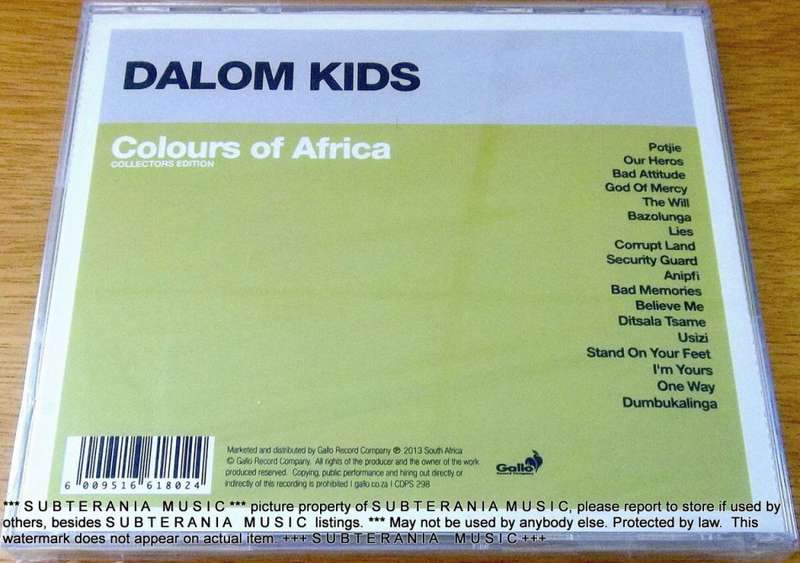 DALOM KIDS
Colours of Africa
COLLECTORS EDITION
Potjie
Our Heros
Bad Attitude
God Of Mercy
The Will
Bazolunga
Lies
Corrupt Land
Security Guard
Anipfi
Bad Memories
Believe Me
Ditsala Tsame
Usizi
Stand On Your Feet
I'm Yours
One Way
Dumbukalinga
6 009516 618024
Marketed and distributed by Gallo Record Company ℗ 2013 South Africa
© Gallo Record Company. All rights of the producer and the owner of the work
produced reserved. Copying, public performance and hiring out directly or
indirectly of this recording is prohibited | gallo.co.za | CDPS 298
Gallo
*** S U B T E R A N I A M U S I C *** picture property of S U B T E R A N I A M U S I C, please report to store if used by
others, besides S U B T E R A N I A M U S I C listings. *** May not be used by anybody else. Protected by law. This
watermark does not appear on actual item. +++ S U B T E R A N I A M U S I C +++